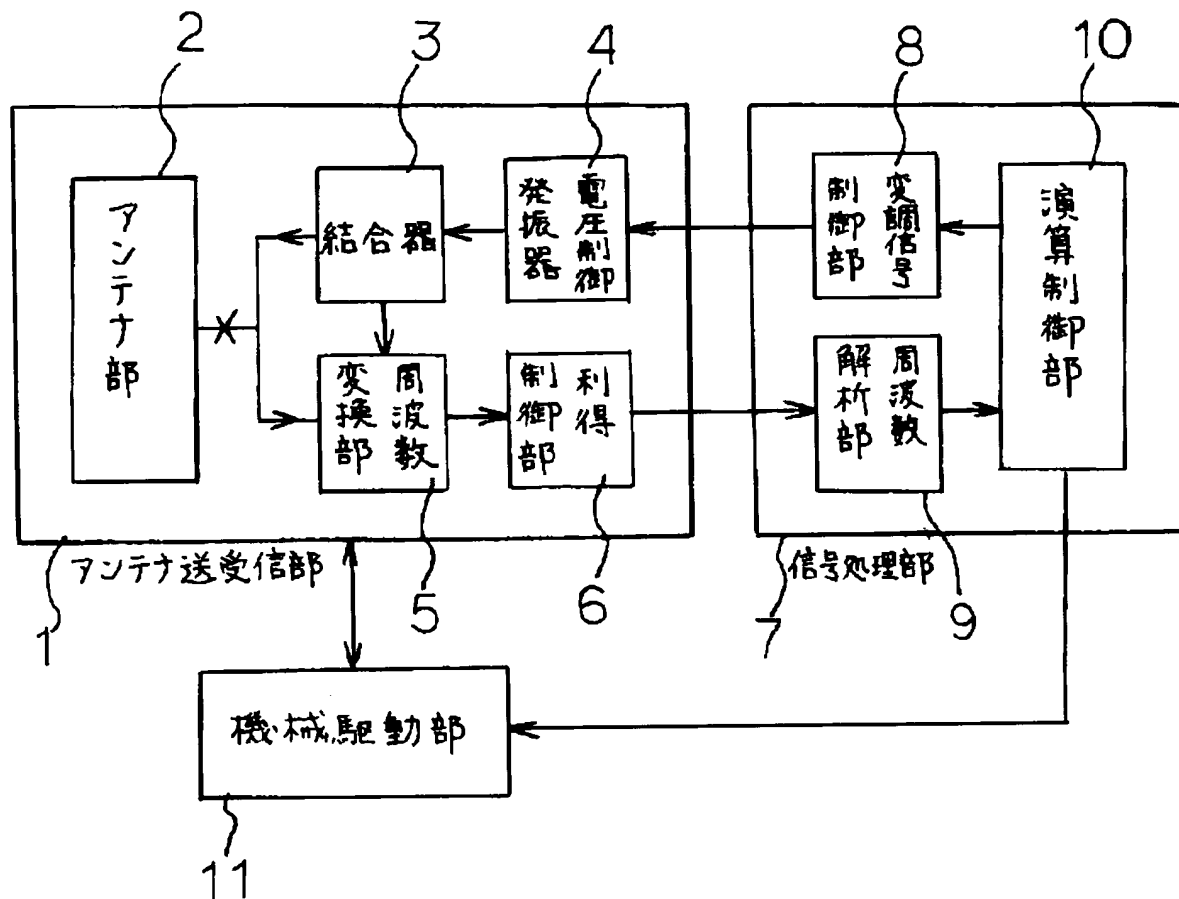 2
3
4
8
10
アンテナ部
結合器
電圧制御
発振器
変調信号
制御部
演算制御部
周波数
変換部
利得
制御部
周波数
解析部
1
アンテナ送受信部
5
6
7
信号処理部
9
機械駆動部
11